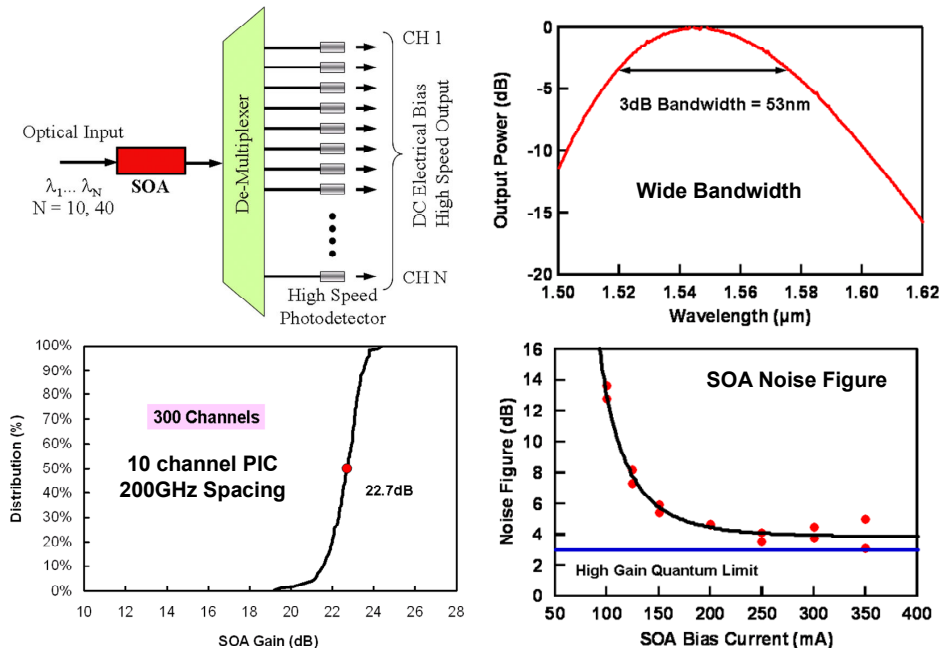 Optical Input
λ1... λN
N = 10, 40
SOA
De-Multiplexer
CH 1
DC Electrical Bias
High Speed Output
CH N
High Speed
Photodetector
Output Power (dB)
0
-5
-10
-15
-20
3dB Bandwidth = 53nm
Wide Bandwidth
1.50 1.52 1.54 1.56 1.58 1.60 1.62
Wavelength (µm)
Distribution (%)
100%
90%
80%
70%
60%
50%
40%
30%
20%
10%
0%
300 Channels
10 channel PIC
200GHz Spacing
22.7dB
10 12 14 16 18 20 22 24 26 28
SOA Gain (dB)
Noise Figure (dB)
16
14
12
10
8
6
4
2
0
SOA Noise Figure
High Gain Quantum Limit
50 100 150 200 250 300 350 400
SOA Bias Current (mA)